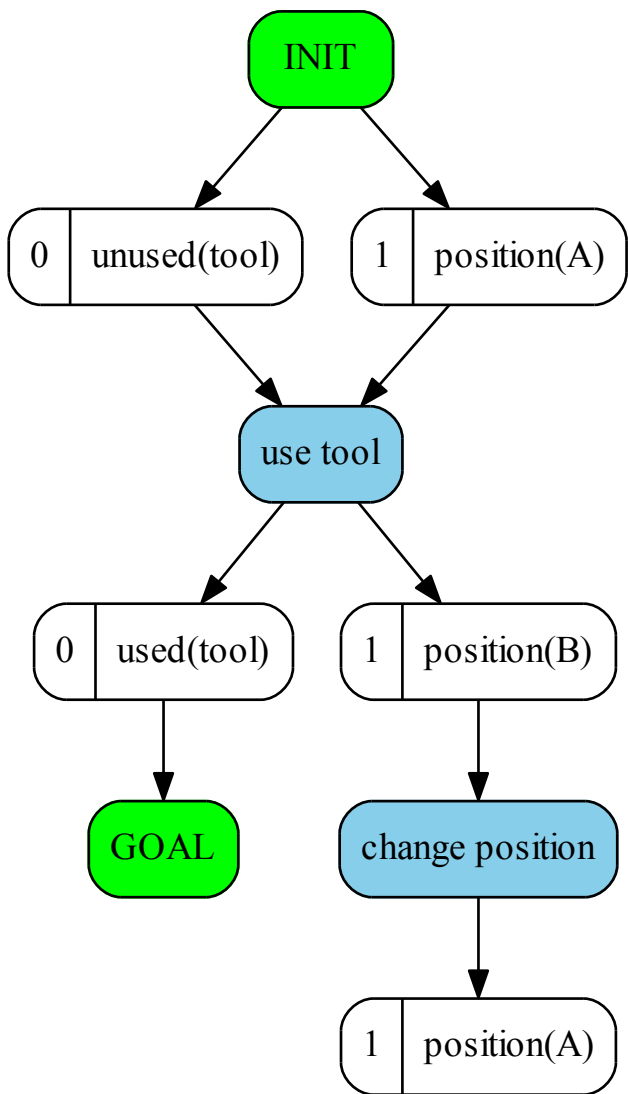 INIT
0 unused(tool)
1 position(A)
use tool
0 used(tool)
1 position(B)
GOAL
change position
1 position(A)